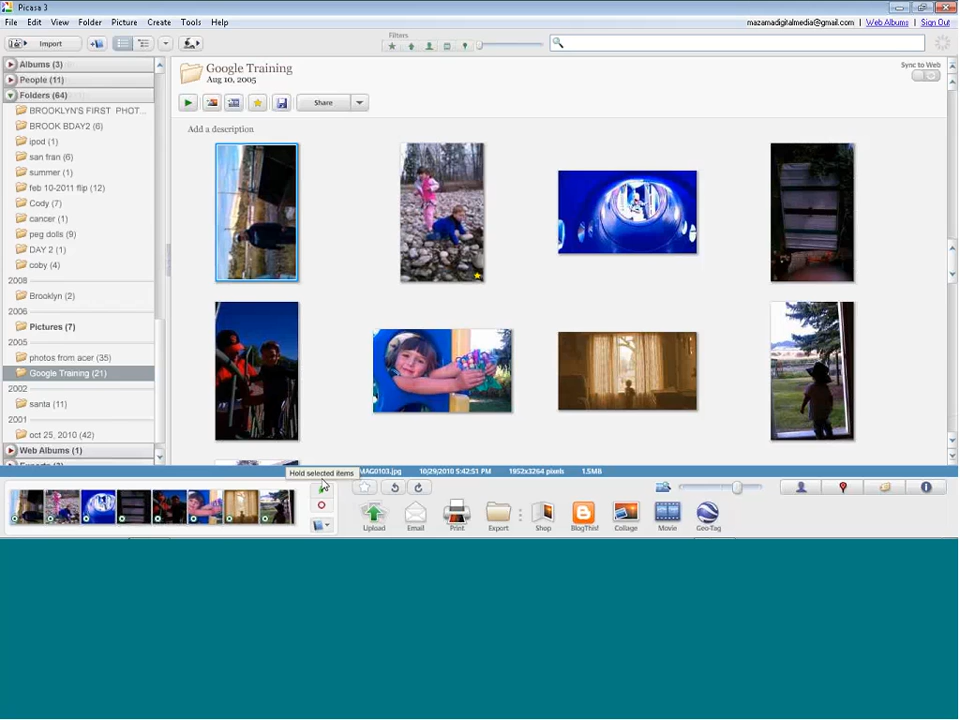 Picasa 3
File Edit View Folder Picture Create Tools Help
mazamadigitalmedia@gmail.com | Web Albums | Sign Out
Import
Filters
Albums (3)
People (11)
Folders (64)
BROOKLYN'S FIRST PHOT...
BROOK BDAY2 (6)
ipod (1)
san fran (6)
summer (1)
feb 10-2011 flip (12)
Cody (7)
cancer (1)
peg dolls (9)
DAY 2 (1)
coby (4)
2008
Brooklyn (2)
2006
Pictures (7)
2005
photos from acer (35)
Google Training (21)
2002
santa (11)
2001
oct 25, 2010 (42)
Web Albums (1)
Google Training
Aug 10, 2005
Sync to Web
Share
Add a description
Hold selected items
MAG0103.jpg 10/29/2010 5:42:51 PM 1952x3264 pixels 1.5MB
Upload Email Print Export Shop BlogThis! Collage Movie Geo-Tag